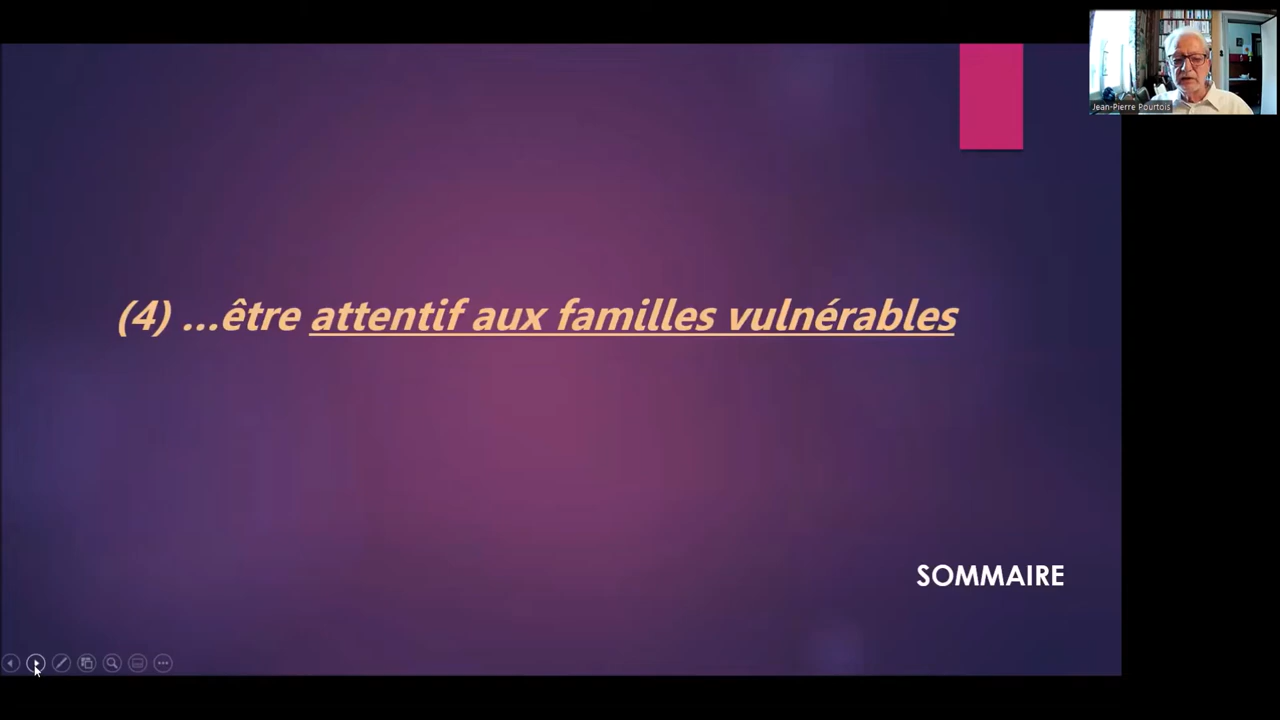 Jean-Pierre Pourtois
(4) ...être attentif aux familles vulnérables
SOMMAIRE